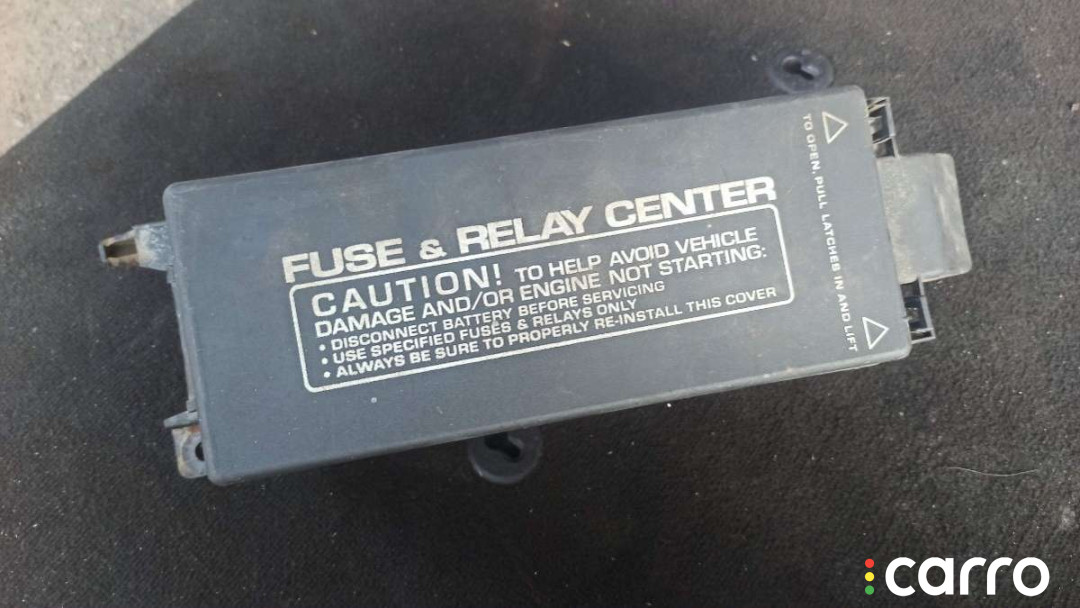 FUSE & RELAY CENTER
CAUTION! TO HELP AVOID VEHICLE
DAMAGE AND/OR ENGINE NOT STARTING:
• DISCONNECT BATTERY BEFORE SERVICING
• USE SPECIFIED FUSES & RELAYS ONLY
• ALWAYS BE SURE TO PROPERLY RE-INSTALL THIS COVER
TO OPEN, PULL LATCHES IN AND LIFT
carro